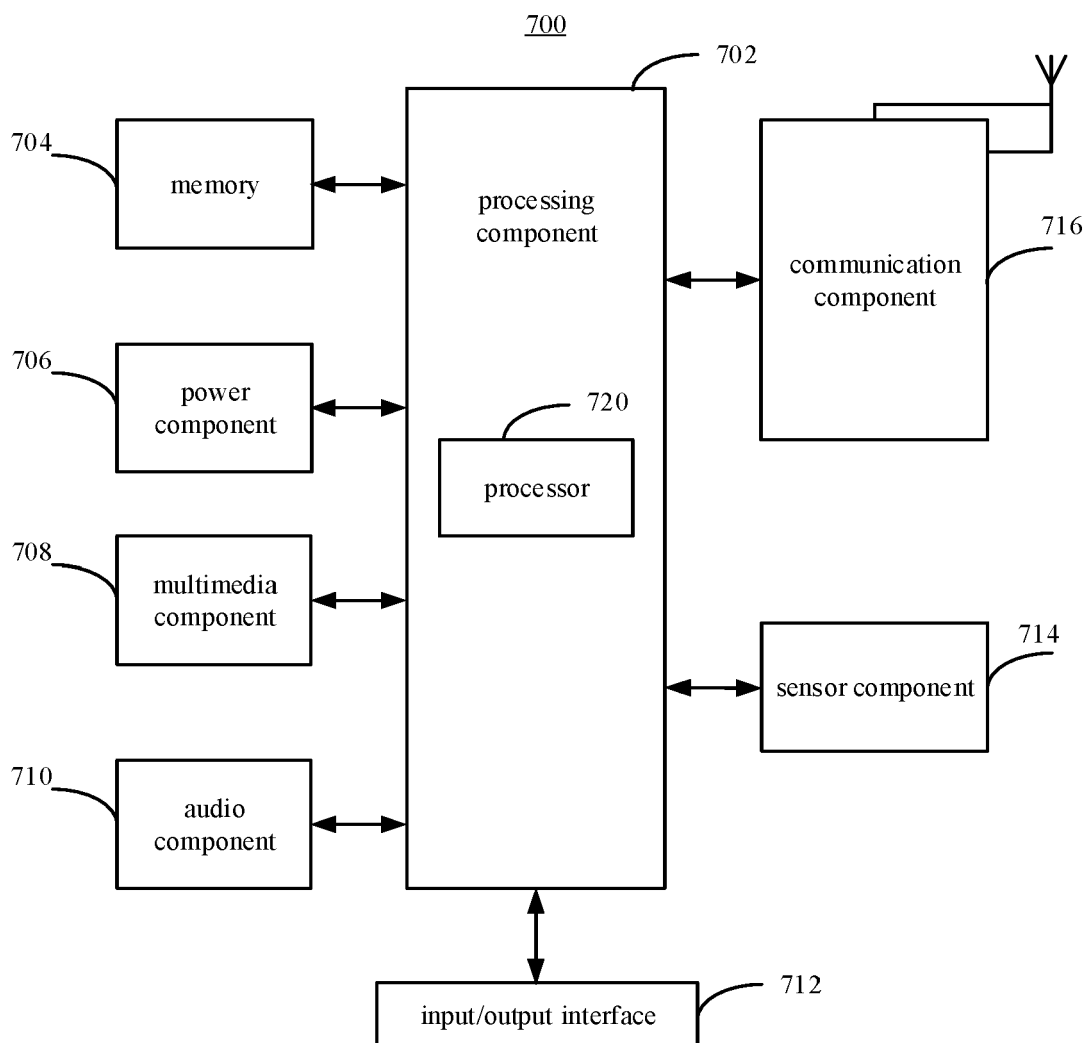 700
702
704
memory
processing
component
716
communication
component
706
power
component
720
processor
708
multimedia
component
714
sensor component
710
audio
component
712
input/output interface